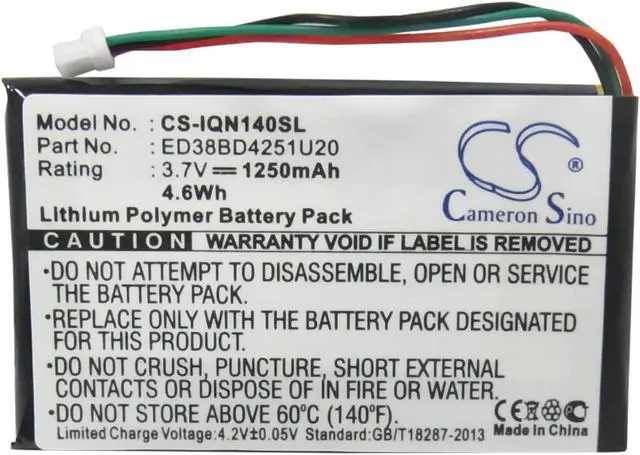 Model No. : CS-IQN140SL
Part No. : ED38BD4251U20
Rating : 3.7V 1250mAh
4.6Wh
Lithium Polymer Battery Pack
CS®
Cameron Sino
CAUTION WARRANTY VOID IF LABEL IS REMOVED
•DO NOT ATTEMPT TO DISASSEMBLE, OPEN OR SERVICE
THE BATTERY PACK.
•REPLACE ONLY WITH THE BATTERY PACK DESIGNATED
FOR THIS PRODUCT.
•DO NOT CRUSH, PUNCTURE, SHORT EXTERNAL
CONTACTS OR DISPOSE OF IN FIRE OR WATER.
•DO NOT STORE ABOVE 60°C (140°F).
Limited Charge Voltage:4.2V±0.05V Standard:GB/T18287-2013
CE
MADE IN CHINA